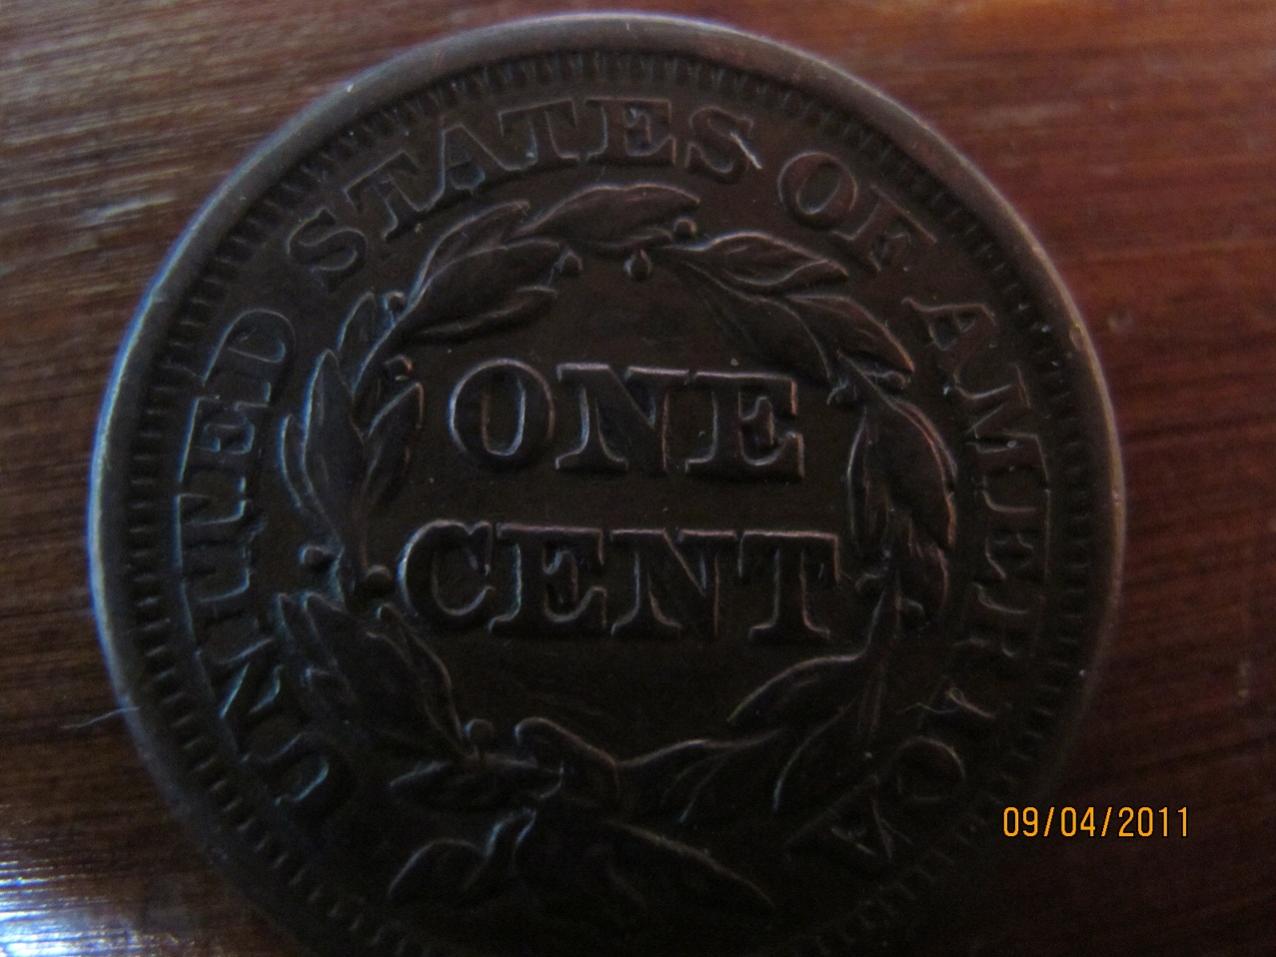 UNITED STATES OF AMERICA
ONE
CENT
09/04/2011